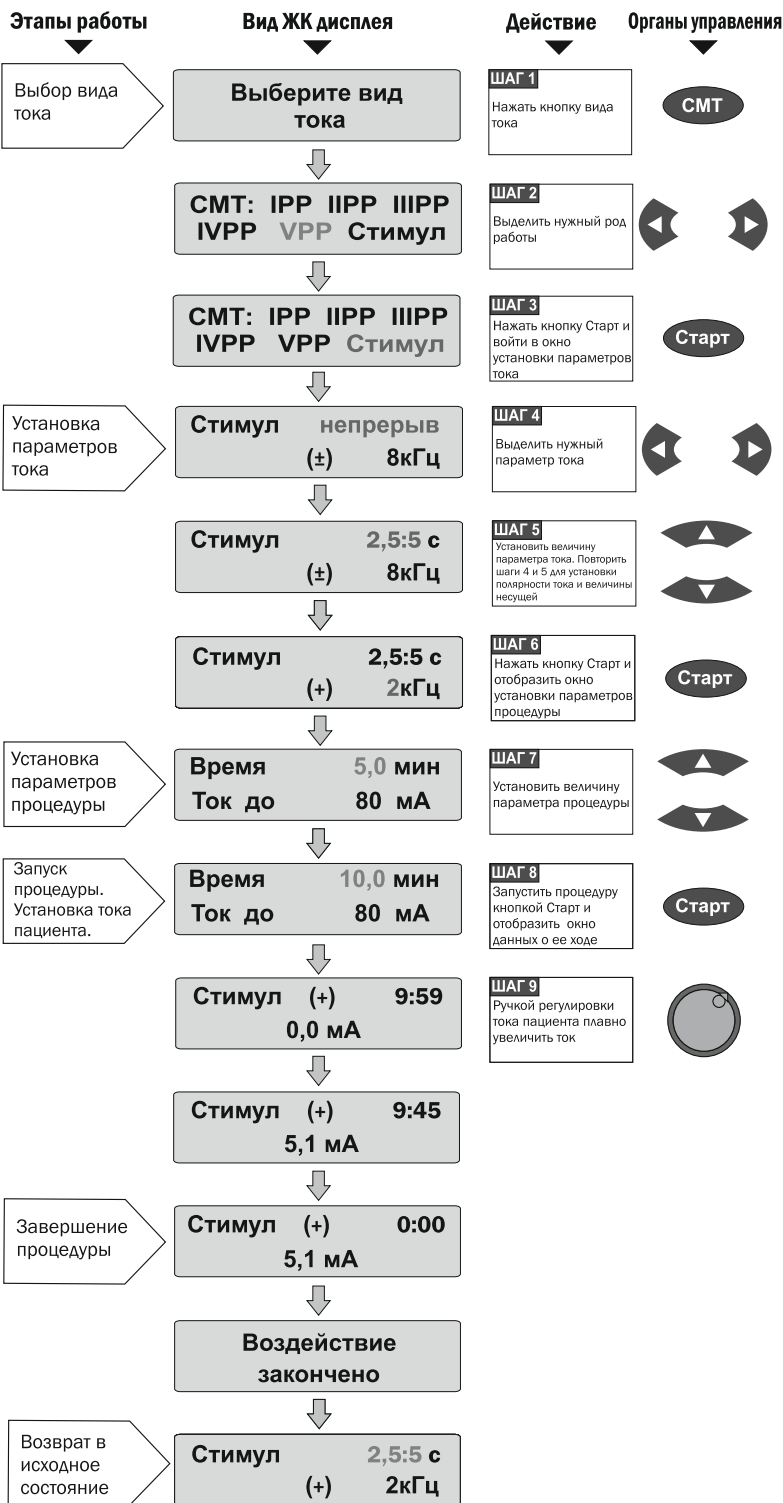 Этапы работы
Вид ЖК дисплея
Действие
Органы управления
Выбор вида
тока
Выберите вид
тока
ШАГ 1
Нажать кнопку вида
тока
СМТ
СМТ: IPP IIPP IIIPP
IVPP VPP Стимул
ШАГ 2
Выделить нужный род
работы
СМТ: IPP IIPP IIIPP
IVPP VPP Стимул
ШАГ 3
Нажать кнопку Старт и
войти в окно
установки параметров
тока
Старт
Установка
параметров
тока
Стимул непрерыв
(±) 8кГц
ШАГ 4
Выделить нужный
параметр тока
Стимул 2,5:5 с
(±) 8кГц
ШАГ 5
Установить величину
параметра тока. Повторить
шаги 4 и 5 для установки
полярности тока и величины
несущей
Стимул 2,5:5 с
(+) 2кГц
ШАГ 6
Нажать кнопку Старт и
отобразить окно
установки параметров
процедуры
Старт
Установка
параметров
процедуры
Время 5,0 мин
Ток до 80 мА
ШАГ 7
Установить величину
параметра процедуры
Запуск
процедуры.
Установка тока
пациента.
Время 10,0 мин
Ток до 80 мА
ШАГ 8
Запустить процедуру
кнопкой Старт и
отобразить окно
данных о ее ходе
Старт
Стимул (+) 9:59
0,0 мА
ШАГ 9
Ручкой регулировки
тока пациента плавно
увеличить ток
Стимул (+) 9:45
5,1 мА
Завершение
процедуры
Стимул (+) 0:00
5,1 мА
Воздействие
закончено
Возврат в
исходное
состояние
Стимул 2,5:5 с
(+) 2кГц